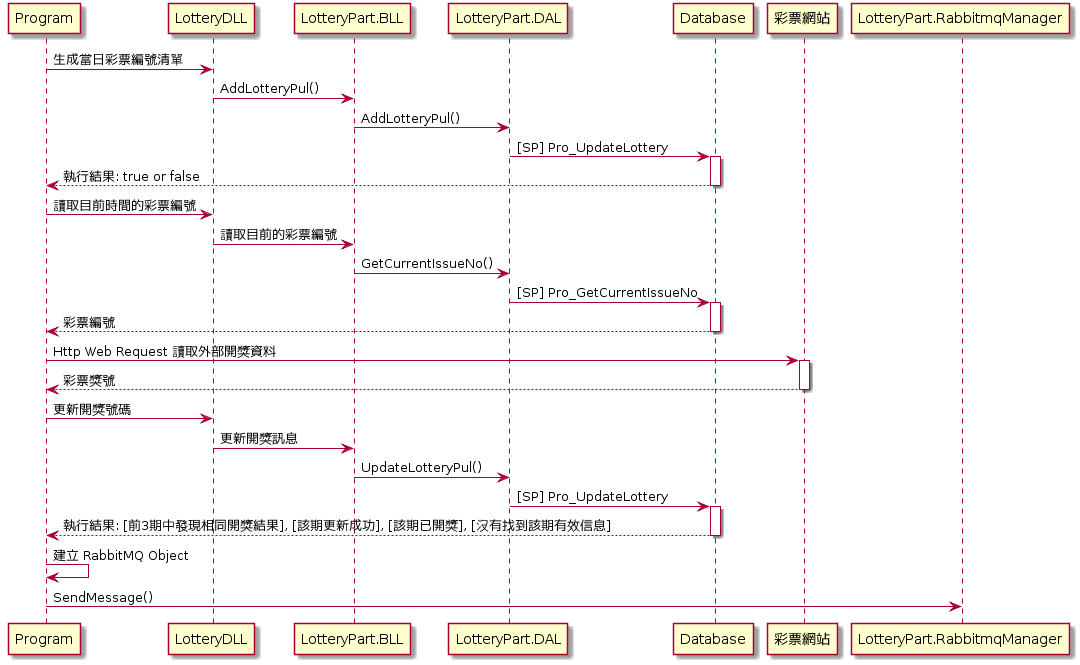 Program LotteryDLL LotteryPart.BLL LotteryPart.DAL Database 彩票網站 LotteryPart.RabbitmqManager
生成當日彩票編號清單
AddLotteryPul()
AddLotteryPul()
[SP] Pro_UpdateLottery
執行結果: true or false
讀取目前時間的彩票編號
讀取目前的彩票編號
GetCurrentIssueNo()
[SP] Pro_GetCurrentIssueNo
彩票編號
Http Web Request 讀取外部開獎資料
彩票獎號
更新開獎號碼
更新開獎訊息
UpdateLotteryPul()
[SP] Pro_UpdateLottery
執行結果: [前3期中發現相同開獎結果], [該期更新成功], [該期已開獎], [沒有找到該期有效信息]
建立 RabbitMQ Object
SendMessage()
Program LotteryDLL LotteryPart.BLL LotteryPart.DAL Database 彩票網站 LotteryPart.RabbitmqManager